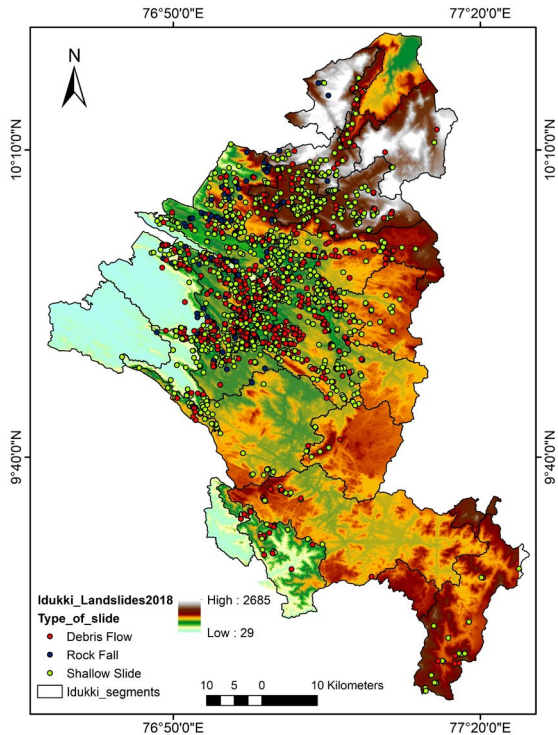 76°50'0"E 77°20'0"E
N
10°10'0"N 10°10'0"N
9°40'0"N 9°40'0"N
Idukki_Landslides2018
High : 2685
Type_of_slide
Debris Flow
Low : 29
Rock Fall
Shallow Slide
Idukki_segments
10 5 0 10 Kilometers
76°50'0"E 77°20'0"E